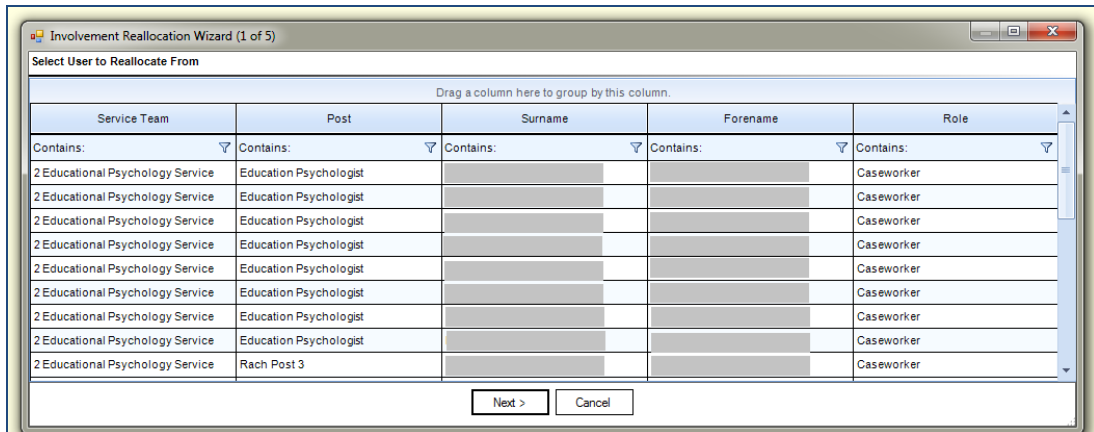 Involvement Reallocation Wizard (1 of 5)
Select User to Reallocate From
Drag a column here to group by this column.
Service Team Post Surname Forename Role
Contains: Contains: Contains: Contains: Contains:
2 Educational Psychology Service Education Psychologist Caseworker
2 Educational Psychology Service Education Psychologist Caseworker
2 Educational Psychology Service Education Psychologist Caseworker
2 Educational Psychology Service Education Psychologist Caseworker
2 Educational Psychology Service Education Psychologist Caseworker
2 Educational Psychology Service Education Psychologist Caseworker
2 Educational Psychology Service Education Psychologist Caseworker
2 Educational Psychology Service Education Psychologist Caseworker
2 Educational Psychology Service Rach Post 3 Caseworker
Next > Cancel